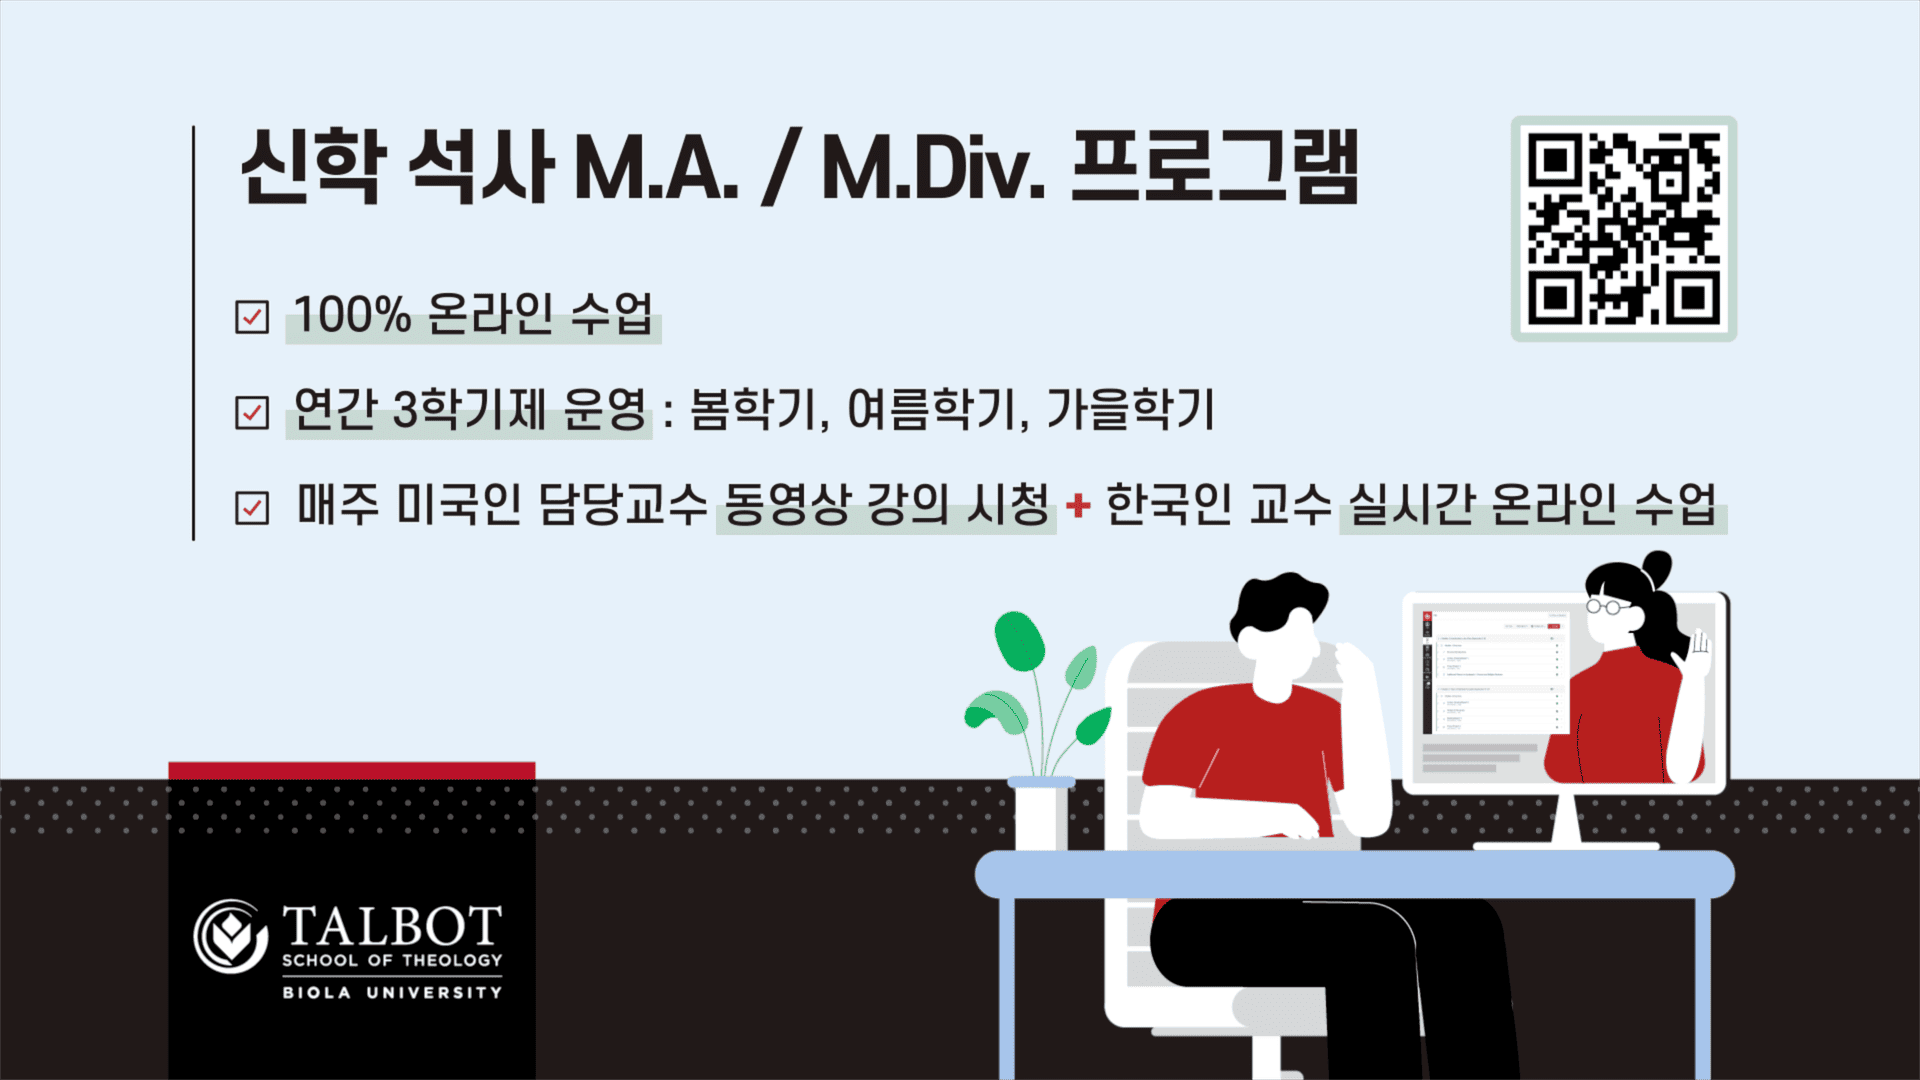 신학 석사 M.A. / M.Div. 프로그램
100% 온라인 수업
연간 3학기제 운영 : 봄학기, 여름학기, 가을학기
매주 미국인 담당교수 동영상 강의 시청 + 한국인 교수 실시간 온라인 수업
TALBOT
SCHOOL OF THEOLOGY
BIOLA UNIVERSITY